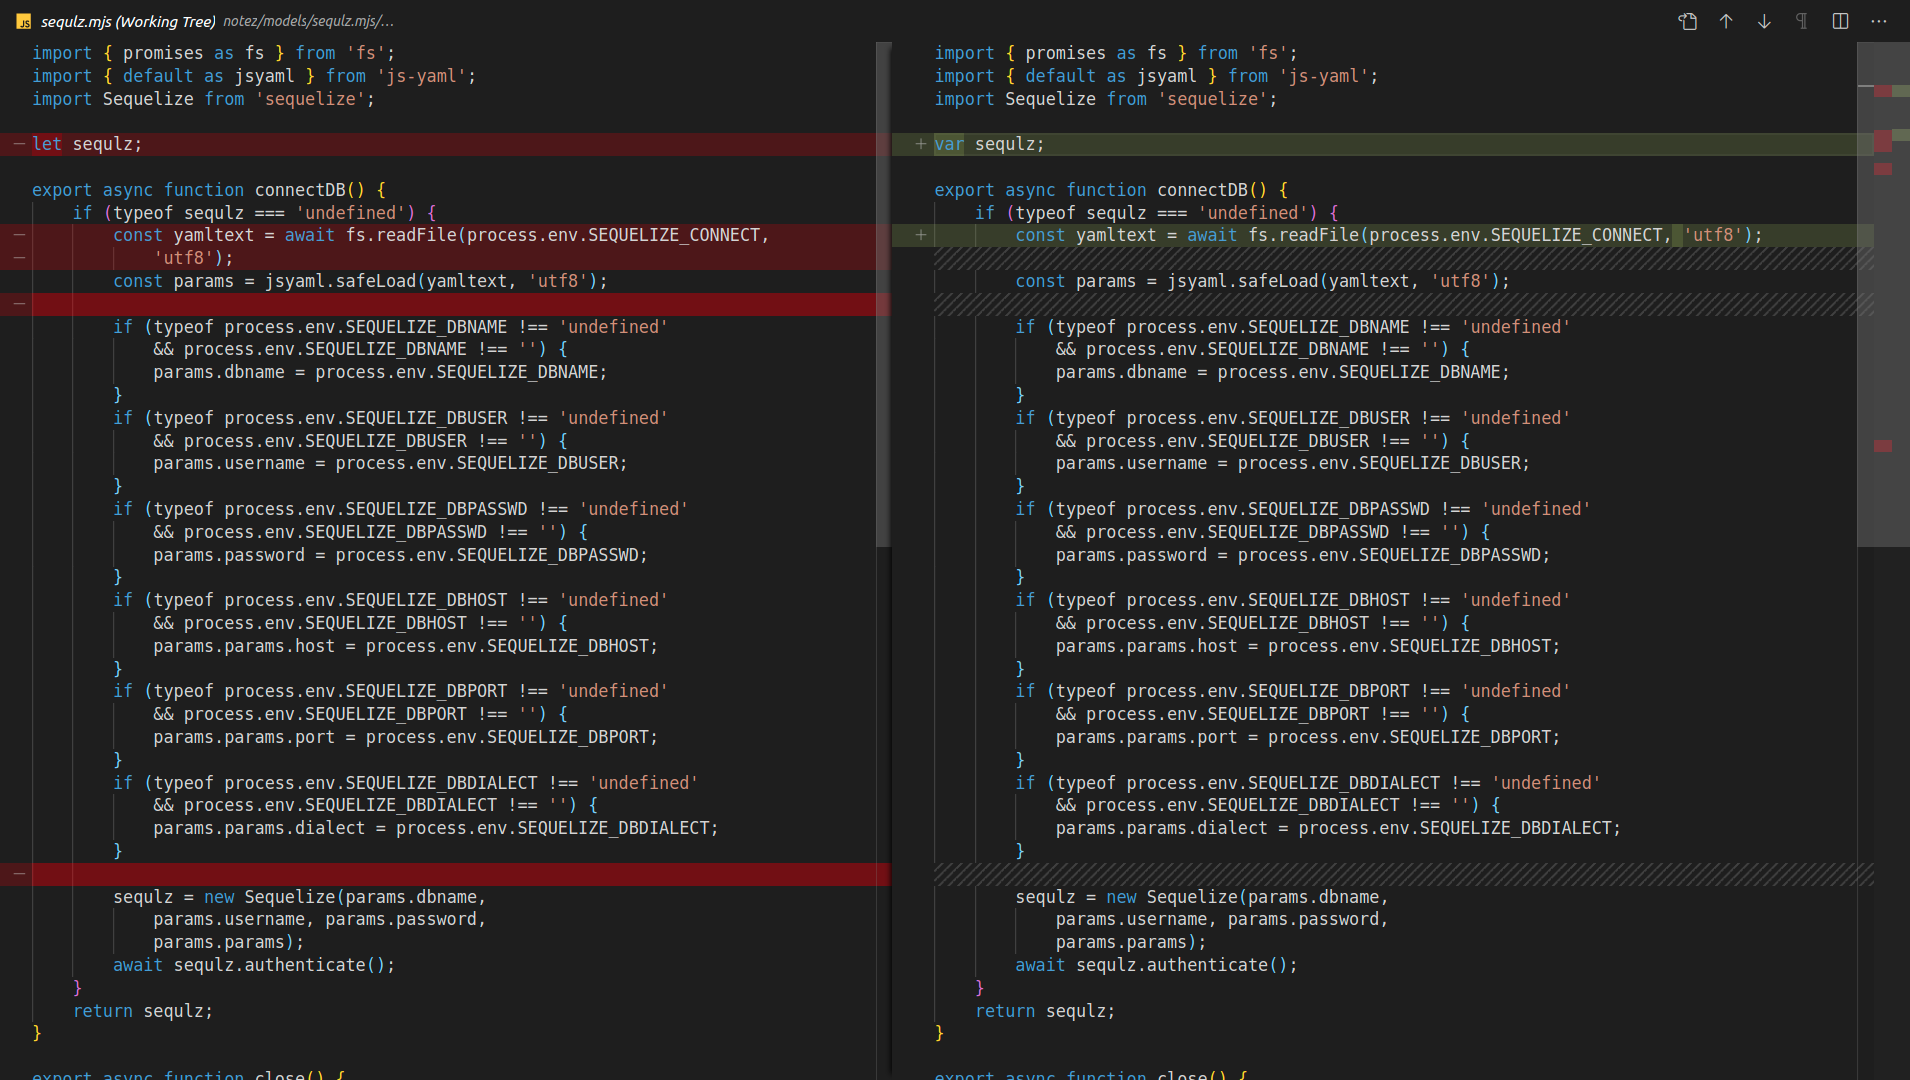 JS sequlz.mjs (Working Tree) notez/models/sequlz.mjs/...
import { promises as fs } from 'fs';
import { default as jsyaml } from 'js-yaml';
import Sequelize from 'sequelize';
— let sequlz;
export async function connectDB() {
if (typeof sequlz === 'undefined') {
— const yamltext = await fs.readFile(process.env.SEQUELIZE_CONNECT,
— 'utf8');
const params = jsyaml.safeLoad(yamltext, 'utf8');
—
if (typeof process.env.SEQUELIZE_DBNAME !== 'undefined'
&& process.env.SEQUELIZE_DBNAME !== '') {
params.dbname = process.env.SEQUELIZE_DBNAME;
}
if (typeof process.env.SEQUELIZE_DBUSER !== 'undefined'
&& process.env.SEQUELIZE_DBUSER !== '') {
params.username = process.env.SEQUELIZE_DBUSER;
}
if (typeof process.env.SEQUELIZE_DBPASSWD !== 'undefined'
&& process.env.SEQUELIZE_DBPASSWD !== '') {
params.password = process.env.SEQUELIZE_DBPASSWD;
}
if (typeof process.env.SEQUELIZE_DBHOST !== 'undefined'
&& process.env.SEQUELIZE_DBHOST !== '') {
params.params.host = process.env.SEQUELIZE_DBHOST;
}
if (typeof process.env.SEQUELIZE_DBPORT !== 'undefined'
&& process.env.SEQUELIZE_DBPORT !== '') {
params.params.port = process.env.SEQUELIZE_DBPORT;
}
if (typeof process.env.SEQUELIZE_DBDIALECT !== 'undefined'
&& process.env.SEQUELIZE_DBDIALECT !== '') {
params.params.dialect = process.env.SEQUELIZE_DBDIALECT;
}
—
sequlz = new Sequelize(params.dbname,
params.username, params.password,
params.params);
await sequlz.authenticate();
}
return sequlz;
}
export async function close() {
import { promises as fs } from 'fs';
import { default as jsyaml } from 'js-yaml';
import Sequelize from 'sequelize';
+ var sequlz;
export async function connectDB() {
if (typeof sequlz === 'undefined') {
+ const yamltext = await fs.readFile(process.env.SEQUELIZE_CONNECT, 'utf8');
const params = jsyaml.safeLoad(yamltext, 'utf8');
if (typeof process.env.SEQUELIZE_DBNAME !== 'undefined'
&& process.env.SEQUELIZE_DBNAME !== '') {
params.dbname = process.env.SEQUELIZE_DBNAME;
}
if (typeof process.env.SEQUELIZE_DBUSER !== 'undefined'
&& process.env.SEQUELIZE_DBUSER !== '') {
params.username = process.env.SEQUELIZE_DBUSER;
}
if (typeof process.env.SEQUELIZE_DBPASSWD !== 'undefined'
&& process.env.SEQUELIZE_DBPASSWD !== '') {
params.password = process.env.SEQUELIZE_DBPASSWD;
}
if (typeof process.env.SEQUELIZE_DBHOST !== 'undefined'
&& process.env.SEQUELIZE_DBHOST !== '') {
params.params.host = process.env.SEQUELIZE_DBHOST;
}
if (typeof process.env.SEQUELIZE_DBPORT !== 'undefined'
&& process.env.SEQUELIZE_DBPORT !== '') {
params.params.port = process.env.SEQUELIZE_DBPORT;
}
if (typeof process.env.SEQUELIZE_DBDIALECT !== 'undefined'
&& process.env.SEQUELIZE_DBDIALECT !== '') {
params.params.dialect = process.env.SEQUELIZE_DBDIALECT;
}
sequlz = new Sequelize(params.dbname,
params.username, params.password,
params.params);
await sequlz.authenticate();
}
return sequlz;
}
export async function close() {